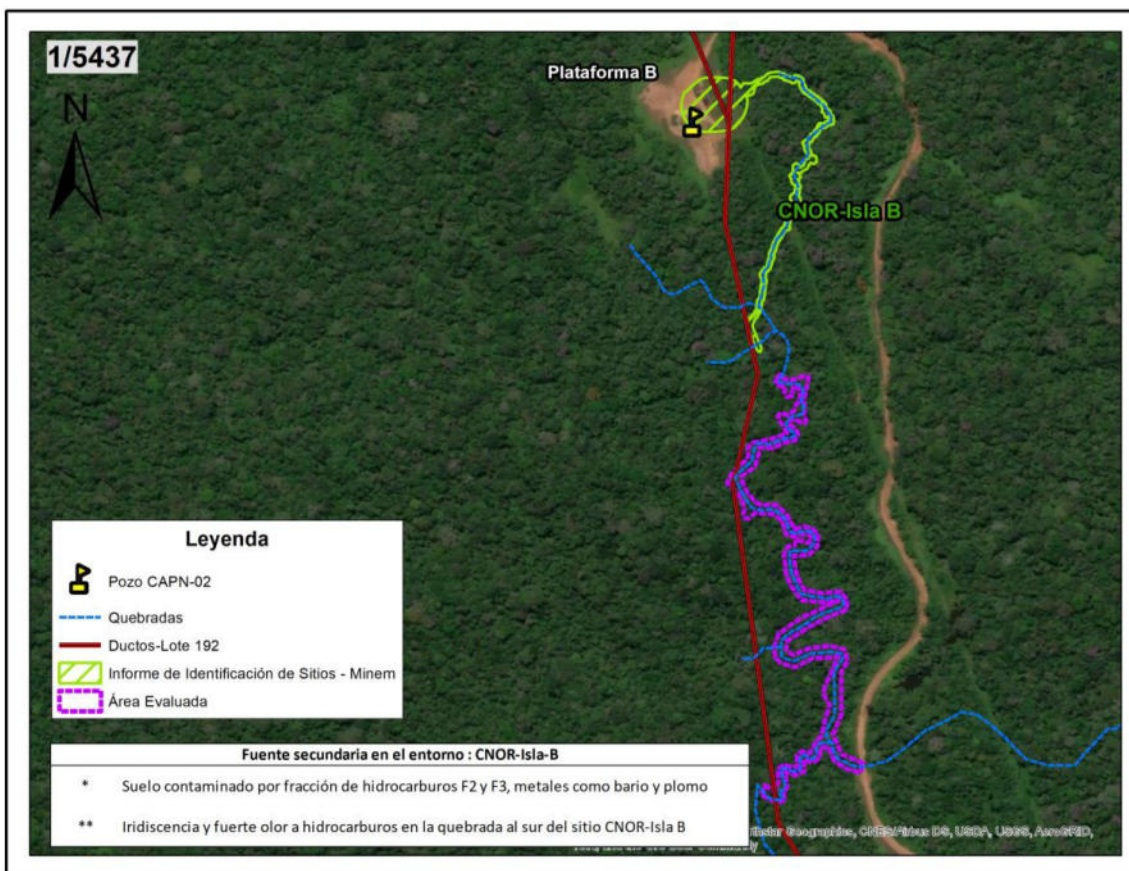 1/5437
N
Plataforma B
CNOR-Isla B
Leyenda
Pozo CAPN-02
Quebradas
Ductos-Lote 192
Informe de Identificación de Sitios - Minem
Área Evaluada
Fuente secundaria en el entorno : CNOR-Isla-B
* Suelo contaminado por fracción de hidrocarburos F2 y F3, metales como bario y plomo
** Iridiscencia y fuerte olor a hidrocarburos en la quebrada al sur del sitio CNOR-Isla B
Geographics, CNES/Airbus DS, USDA, USGS, AeroGRID,